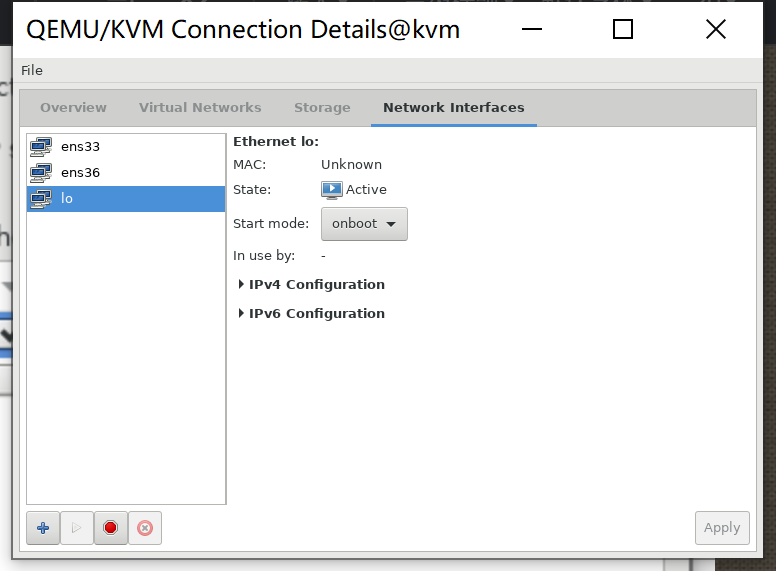 QEMU/KVM Connection Details@kvm
File
Overview Virtual Networks Storage Network Interfaces
ens33
ens36
lo
Ethernet lo:
MAC: Unknown
State: Active
Start mode: onboot
In use by: -
IPv4 Configuration
IPv6 Configuration
Apply